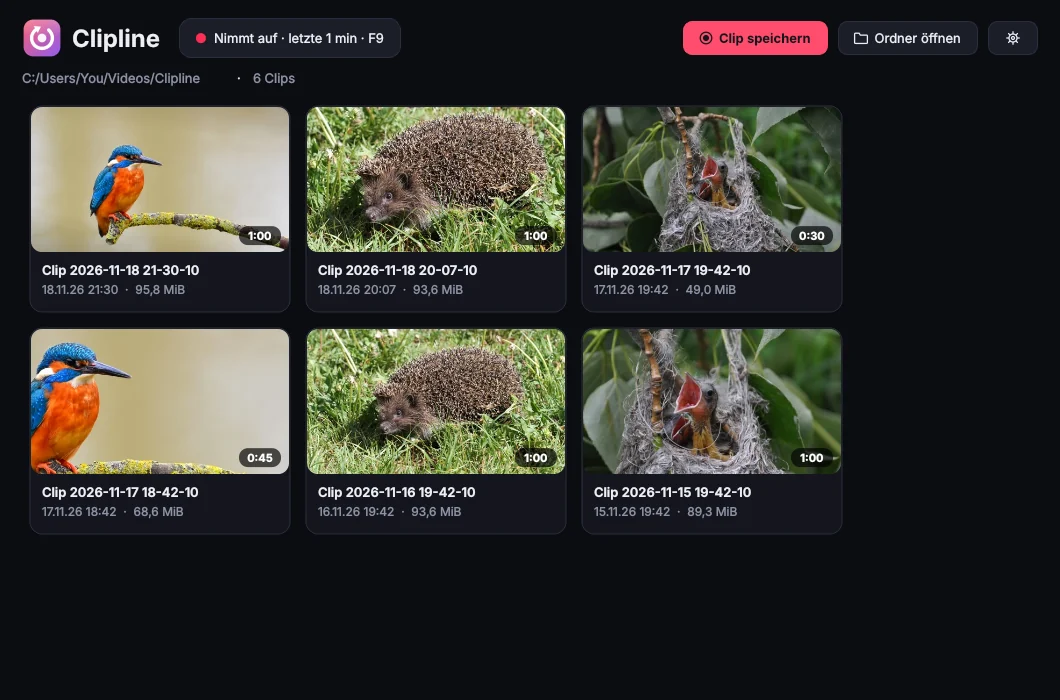 Clipline
Nimmt auf · letzte 1 min · F9
Clip speichern
Ordner öffnen
C:/Users/You/Videos/Clipline · 6 Clips
1:00
Clip 2026-11-18 21-30-10
18.11.26 21:30 · 95,8 MiB
1:00
Clip 2026-11-18 20-07-10
18.11.26 20:07 · 93,6 MiB
0:30
Clip 2026-11-17 19-42-10
17.11.26 19:42 · 49,0 MiB
0:45
Clip 2026-11-17 18-42-10
17.11.26 18:42 · 68,6 MiB
1:00
Clip 2026-11-16 19-42-10
16.11.26 19:42 · 93,6 MiB
1:00
Clip 2026-11-15 19-42-10
15.11.26 19:42 · 89,3 MiB